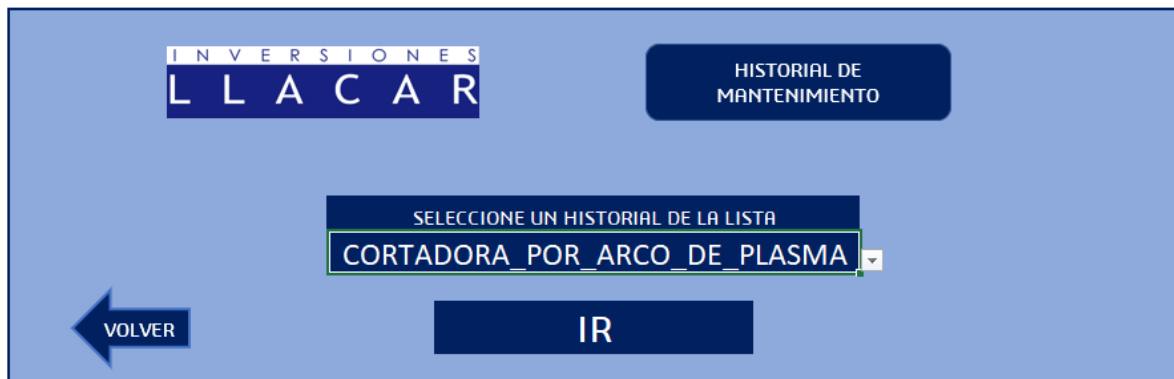 INVERSIONES
LLACAR
HISTORIAL DE
MANTENIMIENTO
SELECCIONE UN HISTORIAL DE LA LISTA
CORTADORA_POR_ARCO_DE_PLASMA
VOLVER
IR